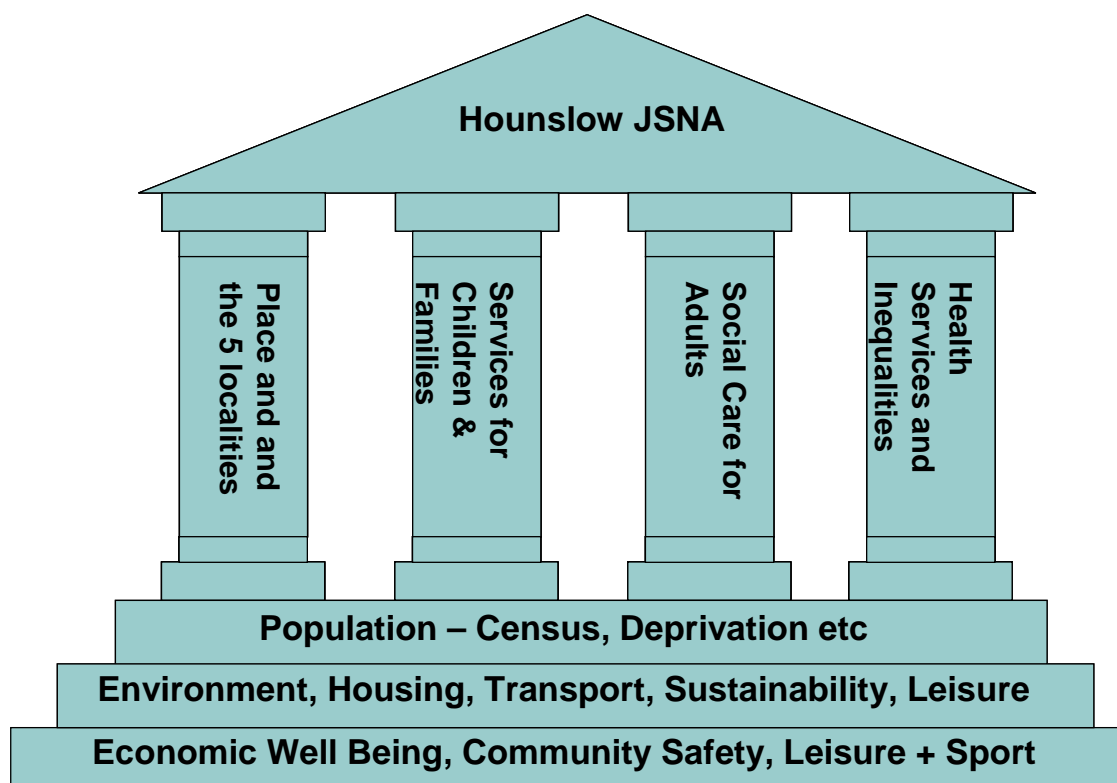 Hounslow JSNA
Place and and
the 5 localities
Services for
Children &
Families
Social Care for
Adults
Health
Services and
Inequalities
Population – Census, Deprivation etc
Environment, Housing, Transport, Sustainability, Leisure
Economic Well Being, Community Safety, Leisure + Sport